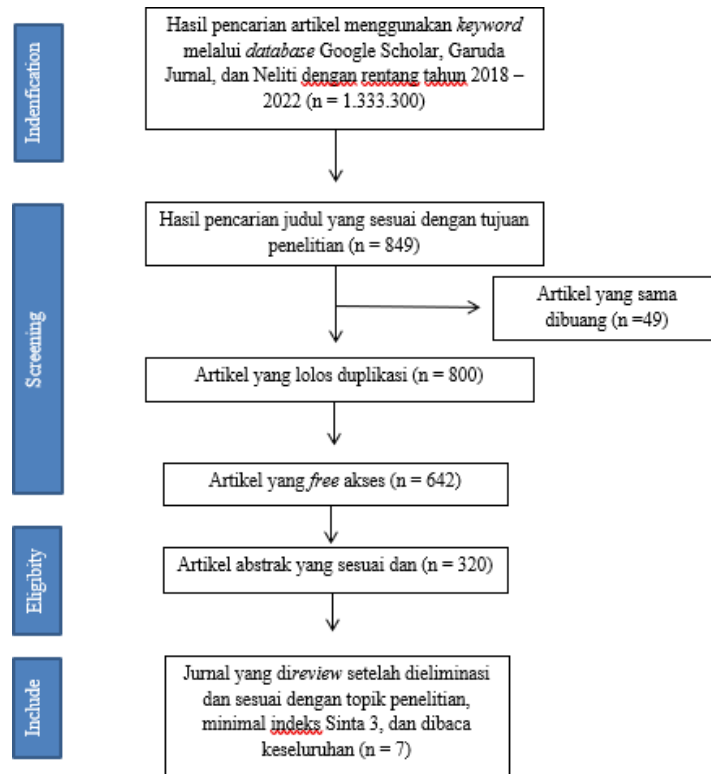 Indenfication
Hasil pencarian artikel menggunakan keyword
melalui database Google Scholar, Garuda
Jurnal, dan Neliti dengan rentang tahun 2018 –
2022 (n = 1.333.300)
Screening
Hasil pencarian judul yang sesuai dengan tujuan
penelitian (n = 849)
Artikel yang sama
dibuang (n =49)
Artikel yang lolos duplikasi (n = 800)
Artikel yang free akses (n = 642)
Eligibity
Artikel abstrak yang sesuai dan (n = 320)
Include
Jurnal yang direview setelah dieliminasi
dan sesuai dengan topik penelitian,
minimal indeks Sinta 3, dan dibaca
keseluruhan (n = 7)